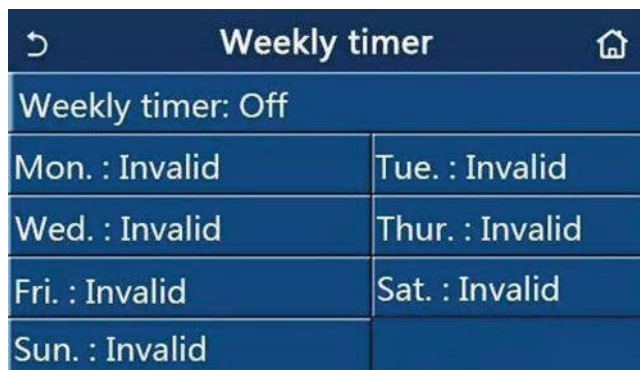 Weekly timer
Weekly timer: Off
Mon. : Invalid
Tue. : Invalid
Wed. : Invalid
Thur. : Invalid
Fri. : Invalid
Sat. : Invalid
Sun. : Invalid